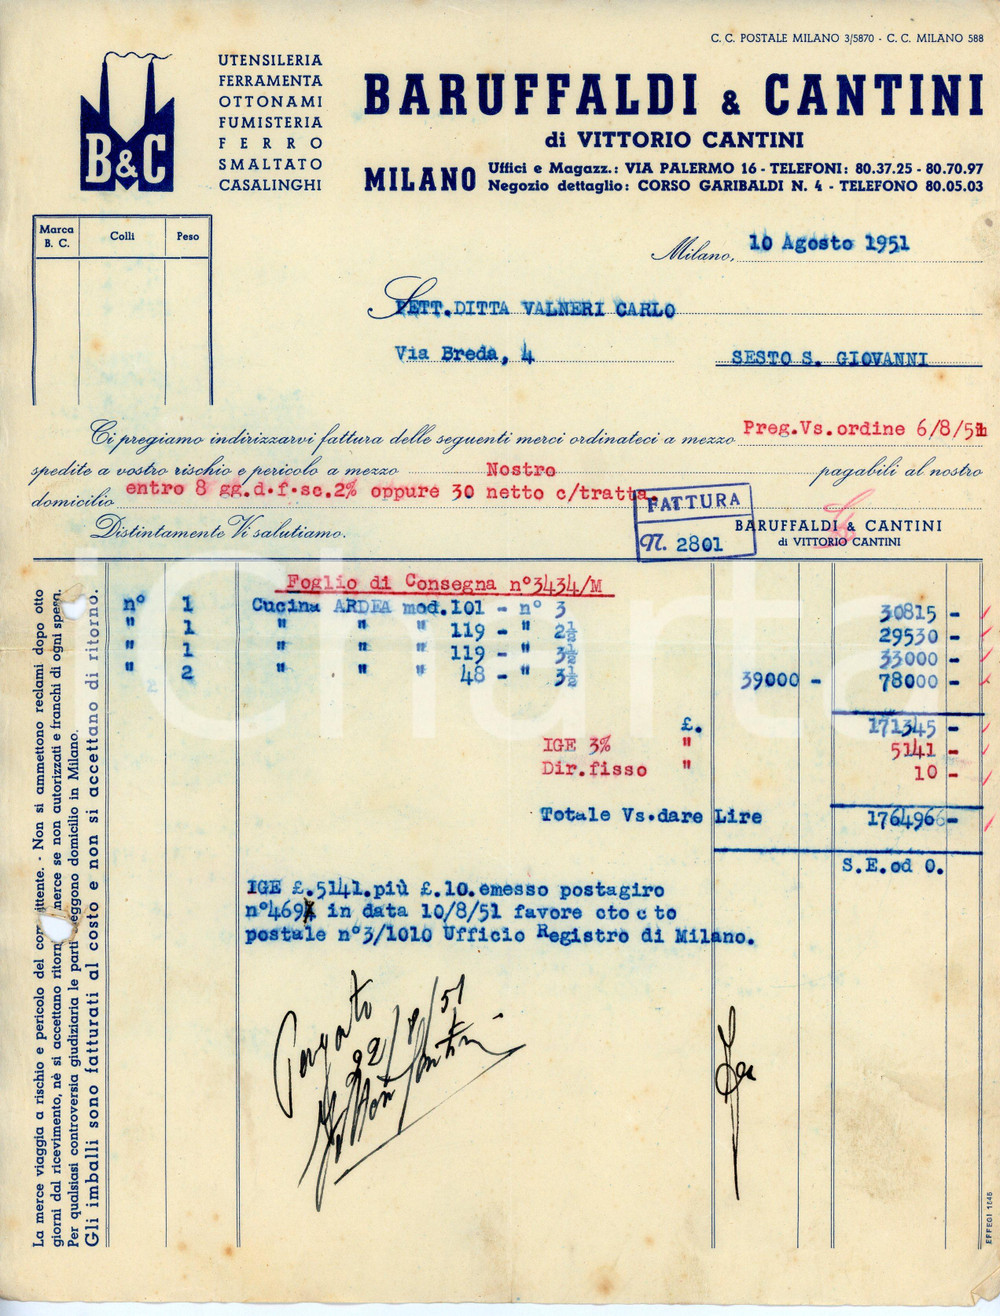 C. C. POSTALE MILANO 3/5870 - C. C. MILANO 588
B&C
UTENSILERIA
FERRAMENTA
OTTONAMI
FUMISTERIA
FERRO
SMALTATO
CASALINGHI
BARUFFALDI & CANTINI
di VITTORIO CANTINI
MILANO
Uffici e Magazz.: VIA PALERMO 16 - TELEFONI: 80.37.25 - 80.70.97
Negozio dettaglio: CORSO GARIBALDI N. 4 - TELEFONO 80.05.03
Marca B. C. Colli Peso
Milano, 10 Agosto 1951
SPETT.DITTA VALNERI CARLO
Via Breda, 4 SESTO S. GIOVANNI
Ci pregiamo indirizzarvi fattura delle seguenti merci ordinateci a mezzo Preg.Vs.ordine 6/8/51
spedite a vostro rischio e pericolo a mezzo Nostro pagabili al nostro
domicilio entro 8 gg.d.f.sc.2% oppure 30 netto c/tratta.
Distintamente Vi salutiamo.
FATTURA
N. 2801
BARUFFALDI & CANTINI
di VITTORIO CANTINI
Foglio di Consegna n°3434/M
n° 1 Cucina ARDEA mod.101 - n° 3 30815 -
" 1 " " " 119 - " 2½ 29530 -
" 1 " " " 119 - " 3½ 33000 -
" 2 " " " 48 - " 3½ 39000 - 78000 -
£. 171345 -
IGE 3% " 5141 -
Dir.fisso " 10 -
Totale Vs.dare Lire 176496 -
S.E.od O.
IGE £.5141.più £.10.emesso postagiro
n°469 in data 10/8/51 favore cto cto
postale n°3/1010 Ufficio Registro di Milano.
Pagato
22/8/51
Vittorio Cantini
La merce viaggia a rischio e pericolo del committente. - Non si ammettono reclami dopo otto
giorni dal ricevimento, nè si accettano ritorni merce se non autorizzati e franchi di ogni spesa.
Per qualsiasi controversia giudiziaria le parti eleggono domicilio in Milano.
Gli imballi sono fatturati al costo e non si accettano di ritorno.
EFFEGI 1545
iCharta